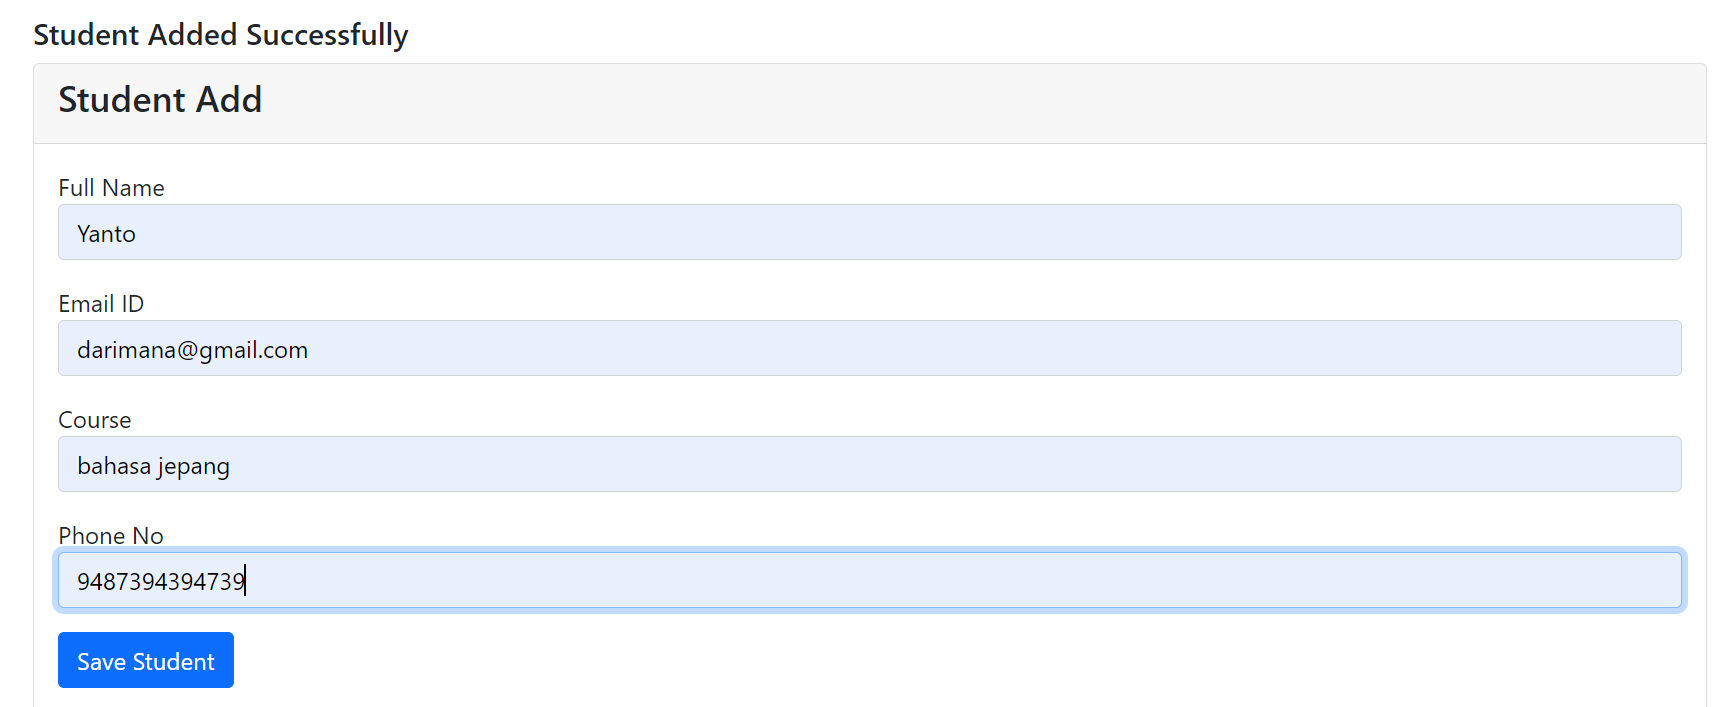 Student Added Successfully
Student Add
Full Name
Yanto
Email ID
darimana@gmail.com
Course
bahasa jepang
Phone No
9487394394739
Save Student